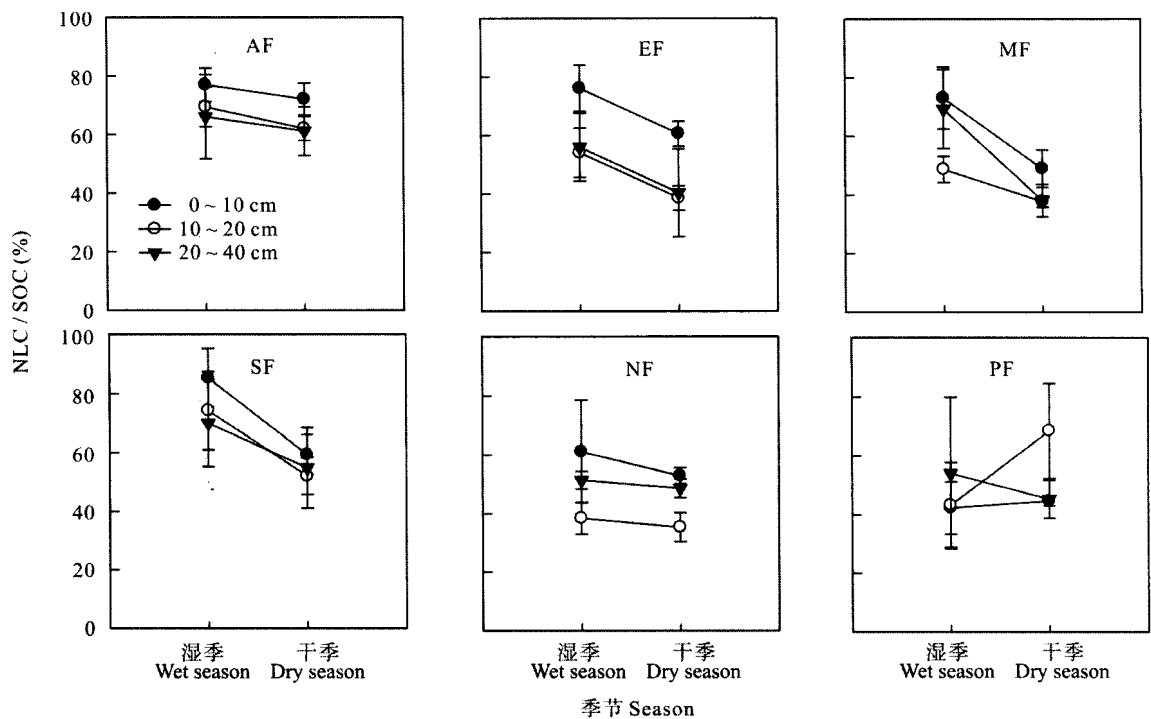 NLC / SOC (%)
100
80
60
40
20
0
AF
0 ~ 10 cm
10 ~ 20 cm
20 ~ 40 cm
EF
MF
100
80
60
40
20
0
SF
NF
PF
湿季 干季 湿季 干季 湿季 干季
Wet season Dry season Wet season Dry season Wet season Dry season
季节 Season